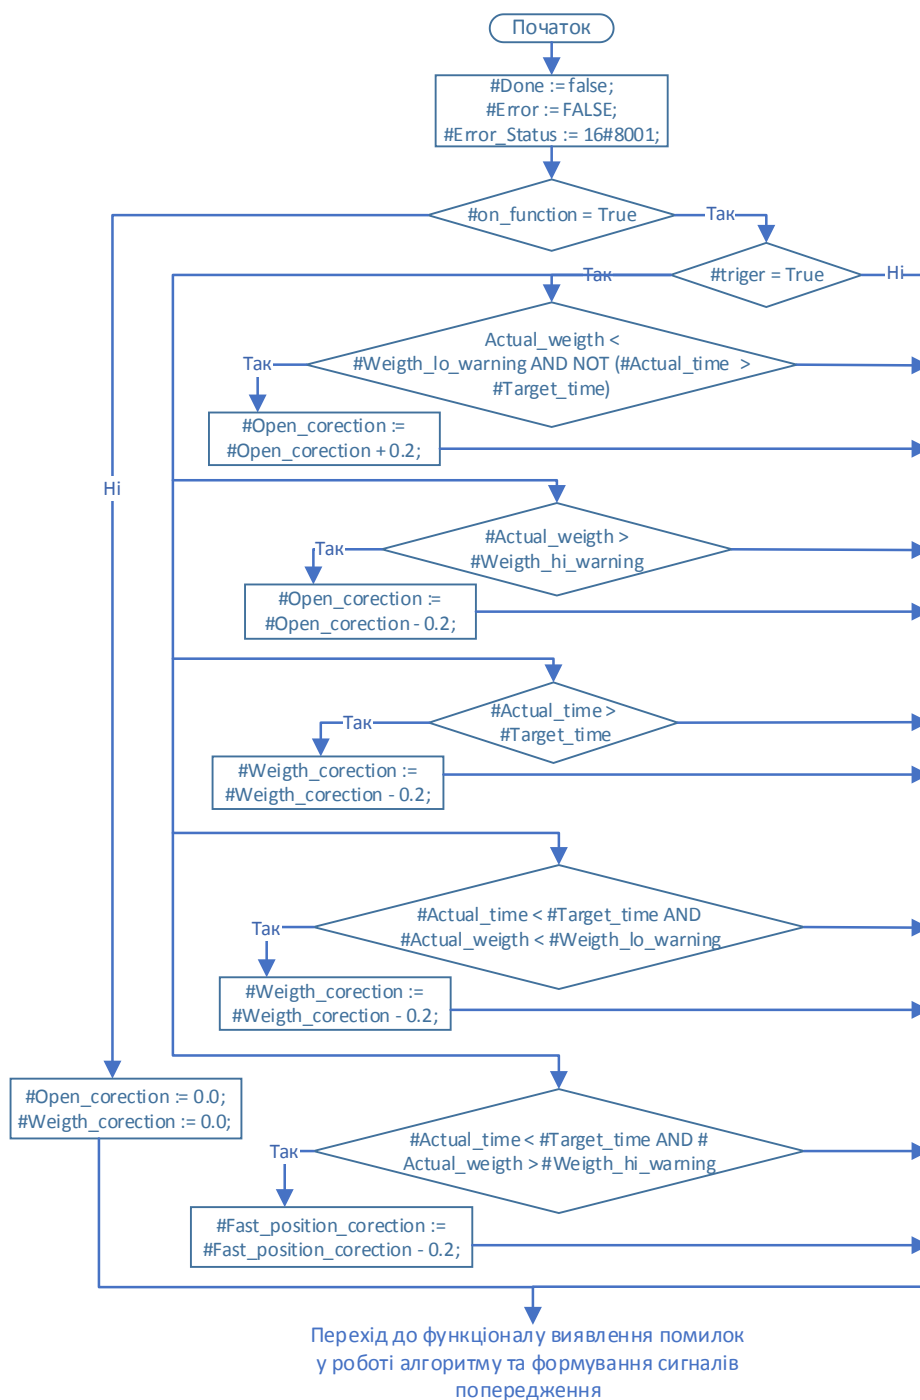 Початок
#Done := false;
#Error := FALSE;
#Error_Status := 16#8001;
#on_function = True
Так
#triger = True
Так
Ні
Actual_weigth <
#Weigth_lo_warning AND NOT (#Actual_time >
#Target_time)
Так
#Open_corection :=
#Open_corection + 0.2;
Ні
#Actual_weigth >
#Weigth_hi_warning
Так
#Open_corection :=
#Open_corection - 0.2;
#Actual_time >
#Target_time
Так
#Weigth_corection :=
#Weigth_corection - 0.2;
#Actual_time < #Target_time AND
#Actual_weigth < #Weigth_lo_warning
Так
#Weigth_corection :=
#Weigth_corection - 0.2;
#Open_corection := 0.0;
#Weigth_corection := 0.0;
#Actual_time < #Target_time AND #
Actual_weigth > #Weigth_hi_warning
Так
#Fast_position_corection :=
#Fast_position_corection - 0.2;
Перехід до функціоналу виявлення помилок
у роботі алгоритму та формування сигналів
попередження